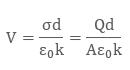 V = σd/ε₀k = Qd/Aε₀k